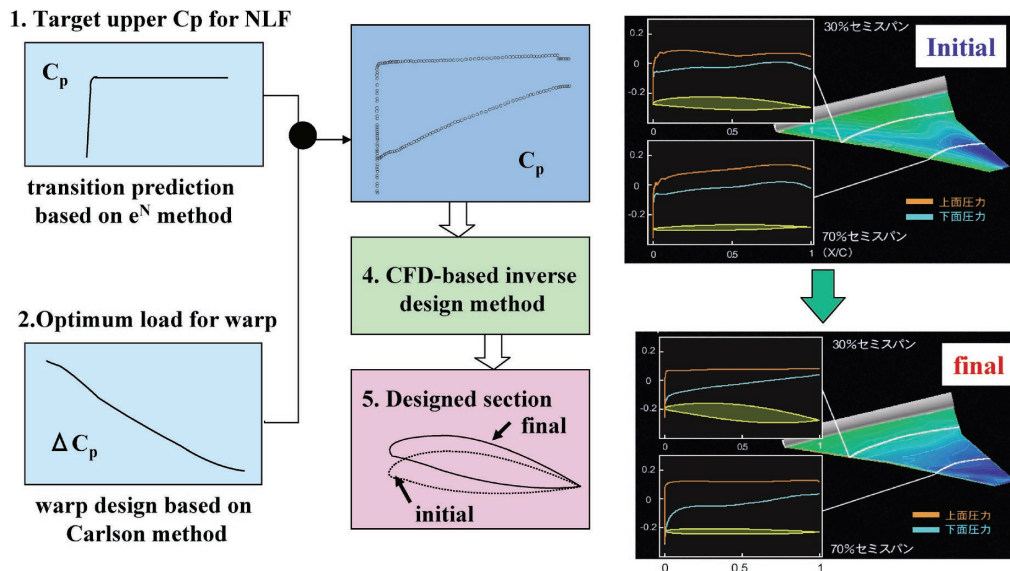 1. Target upper Cp for NLF
Cp
transition prediction
based on eN method
2.Optimum load for warp
ΔCp
warp design based on
Carlson method
Cp
4. CFD-based inverse
design method
5. Designed section
final
initial
0.2
0
-0.2
0
0.5
1
30%セミスパン
Initial
0.2
0
-0.2
0
0.5
1
上面圧力
下面圧力
70%セミスパン
(X/C)
0.2
0
-0.2
0
0.5
1
30%セミスパン
final
0.2
0
-0.2
0
0.5
1
上面圧力
下面圧力
70%セミスパン